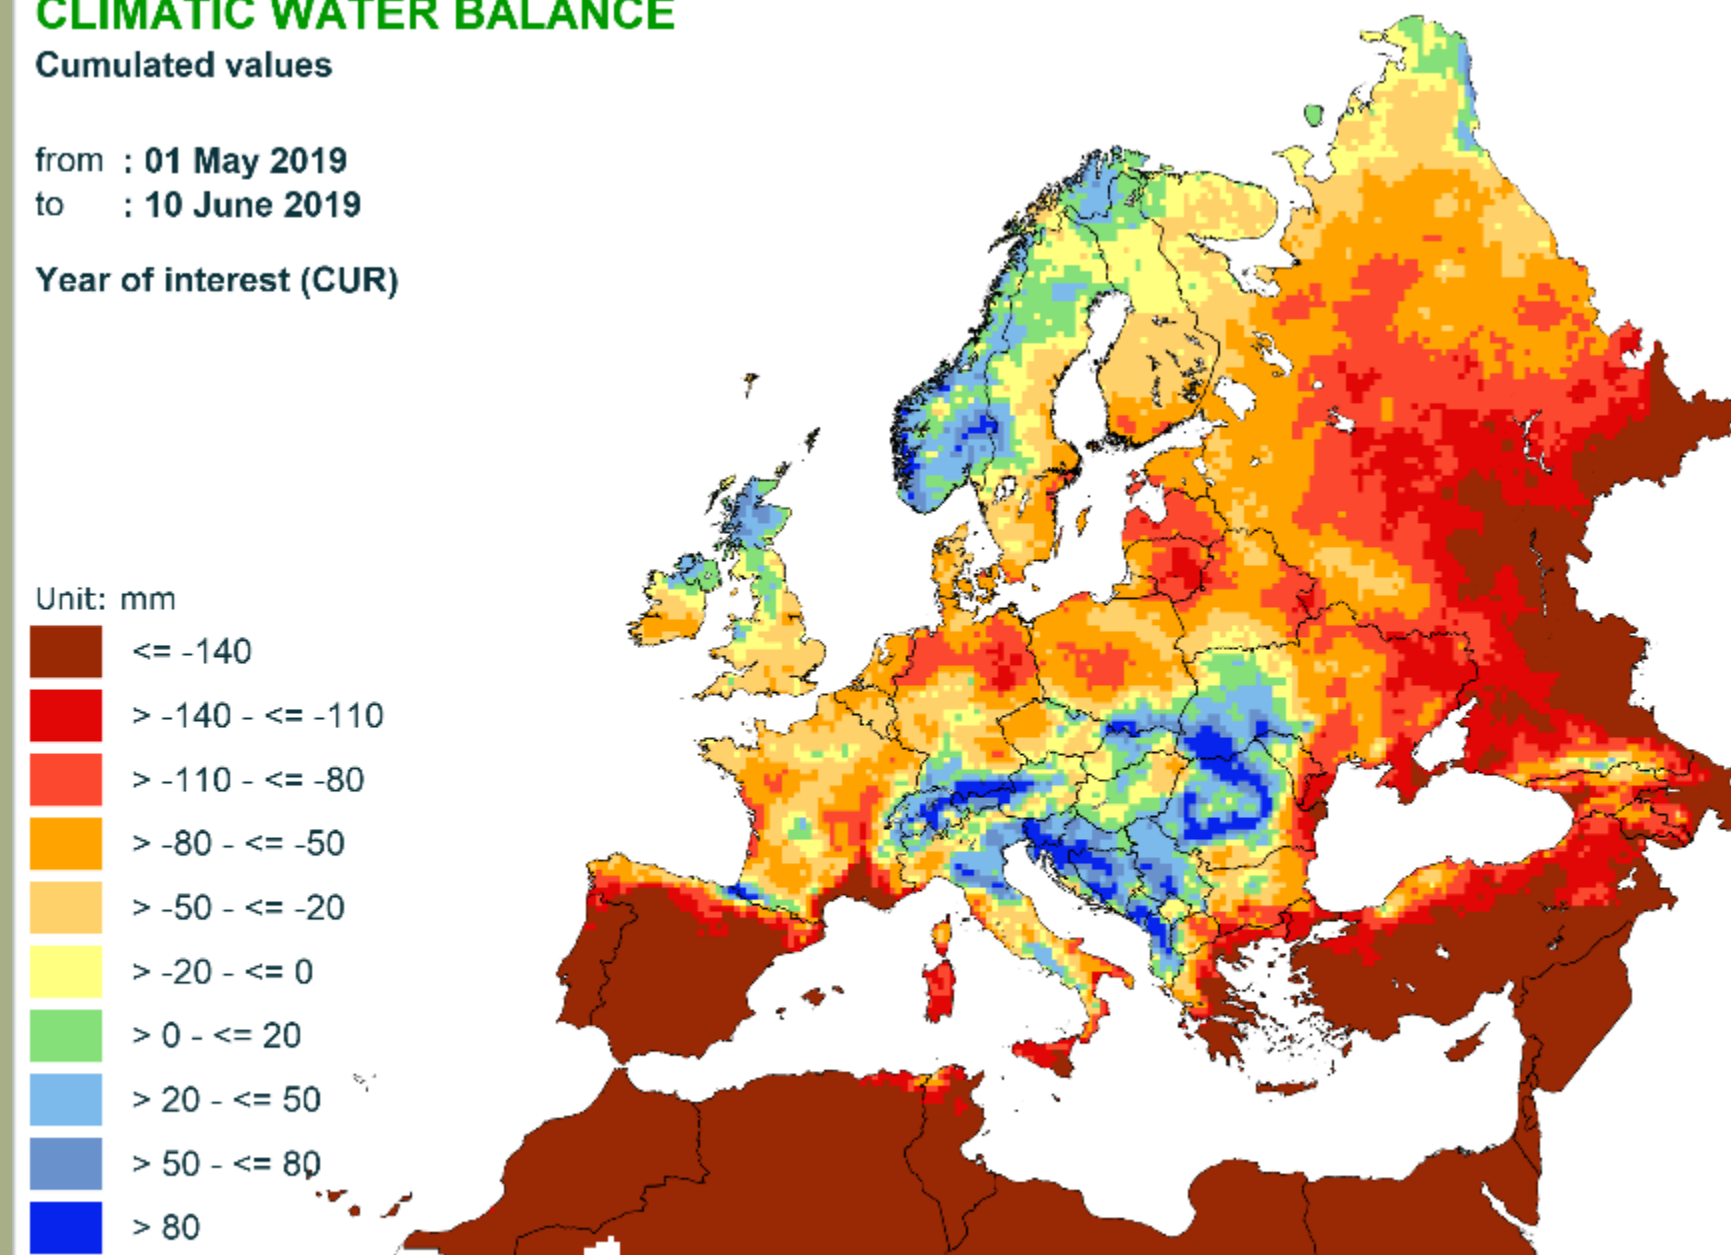 CLIMATIC WATER BALANCE
Cumulated values
from : 01 May 2019
to : 10 June 2019
Year of interest (CUR)
Unit: mm
<= -140
> -140 - <= -110
> -110 - <= -80
> -80 - <= -50
> -50 - <= -20
> -20 - <= 0
> 0 - <= 20
> 20 - <= 50
> 50 - <= 80
> 80